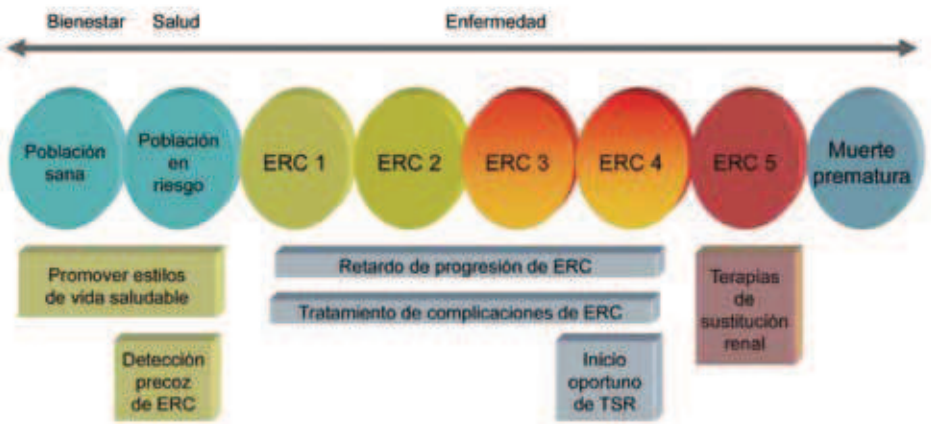 Bienestar Salud Enfermedad
Población
sana
Población
en
riesgo
ERC 1
ERC 2
ERC 3
ERC 4
ERC 5
Muerte
prematura
Promover estilos
de vida saludable
Retardo de progresión de ERC
Tratamiento de complicaciones de ERC
Terapias
de
sustitución
renal
Detección
precoz
de ERC
Inicio
oportuno
de TSR